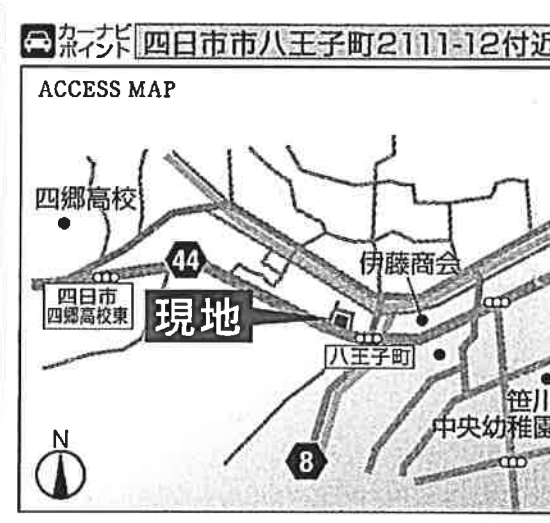 カーナビ
ポイント
四日市市八王子町2111-12付近
ACCESS MAP
四郷高校
44
伊藤商会
四日市
四郷高校東
現地
八王子町
笹川
中央幼稚園
N
8